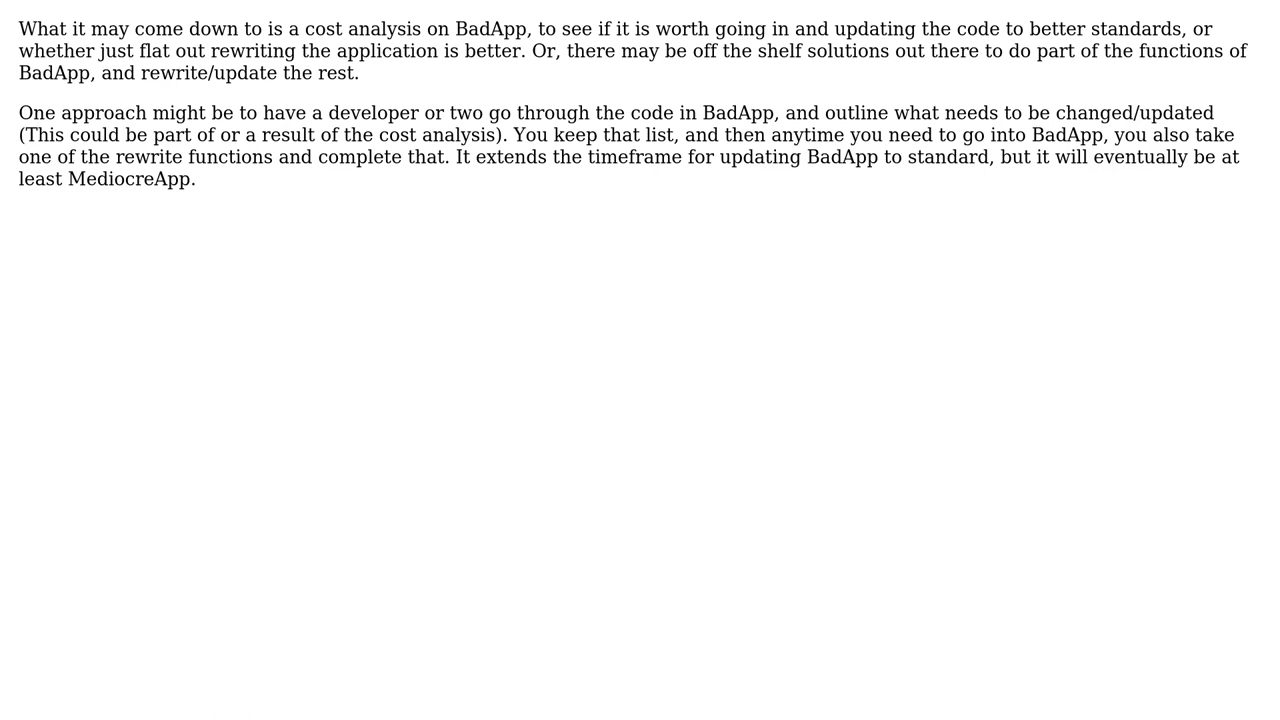 What it may come down to is a cost analysis on BadApp, to see if it is worth going in and updating the code to better standards, or
whether just flat out rewriting the application is better. Or, there may be off the shelf solutions out there to do part of the functions of
BadApp, and rewrite/update the rest.
One approach might be to have a developer or two go through the code in BadApp, and outline what needs to be changed/updated
(This could be part of or a result of the cost analysis). You keep that list, and then anytime you need to go into BadApp, you also take
one of the rewrite functions and complete that. It extends the timeframe for updating BadApp to standard, but it will eventually be at
least MediocreApp.